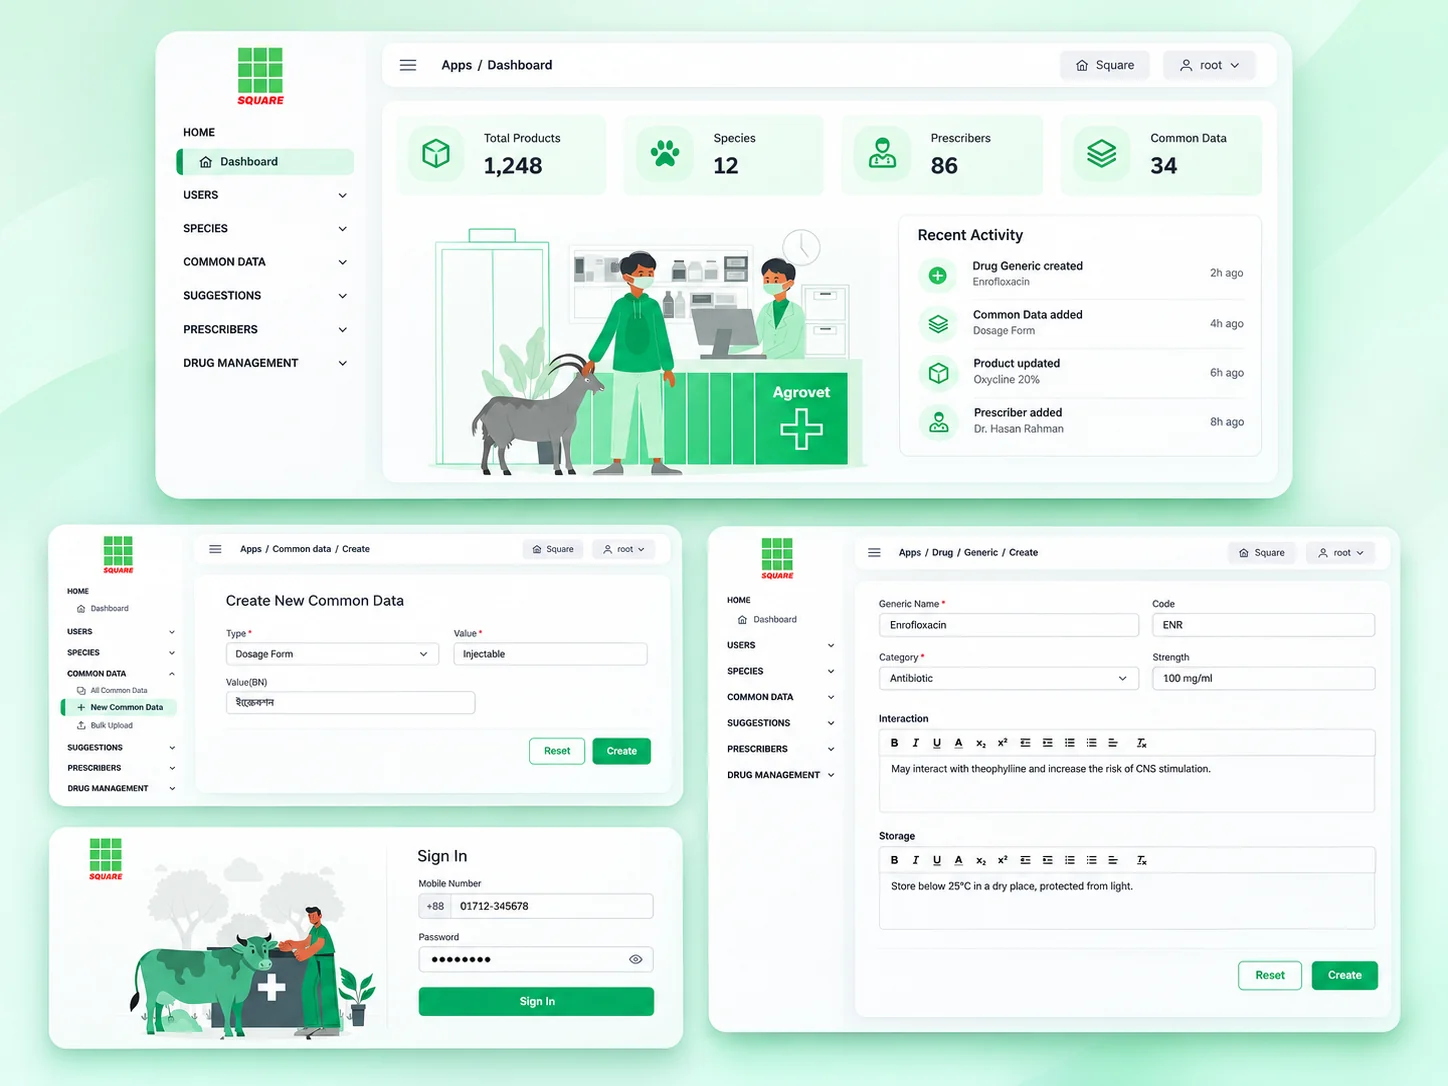 SQUARE
HOME
Dashboard
USERS
SPECIES
COMMON DATA
SUGGESTIONS
PRESCRIBERS
DRUG MANAGEMENT
Apps / Dashboard
Square
root
Total Products
1,248
Species
12
Prescribers
86
Common Data
34
Agrovet
Recent Activity
Drug Generic created
Enrofloxacin
2h ago
Common Data added
Dosage Form
4h ago
Product updated
Oxycline 20%
6h ago
Prescriber added
Dr. Hasan Rahman
8h ago
SQUARE
HOME
Dashboard
USERS
SPECIES
COMMON DATA
All Common Data
New Common Data
Bulk Upload
SUGGESTIONS
PRESCRIBERS
DRUG MANAGEMENT
Apps / Common data / Create
Square
root
Create New Common Data
Type *
Dosage Form
Value *
Injectable
Value(BN)
Reset
Create
SQUARE
Sign In
Mobile Number
+88
01712-345678
Password
Sign In
SQUARE
HOME
Dashboard
USERS
SPECIES
COMMON DATA
SUGGESTIONS
PRESCRIBERS
DRUG MANAGEMENT
Apps / Drug / Generic / Create
Square
root
Generic Name *
Enrofloxacin
Code
ENR
Category *
Antibiotic
Strength
100 mg/ml
Interaction
B I U A x₂ x²
May interact with theophylline and increase the risk of CNS stimulation.
Storage
B I U A x₂ x²
Store below 25°C in a dry place, protected from light.
Reset
Create